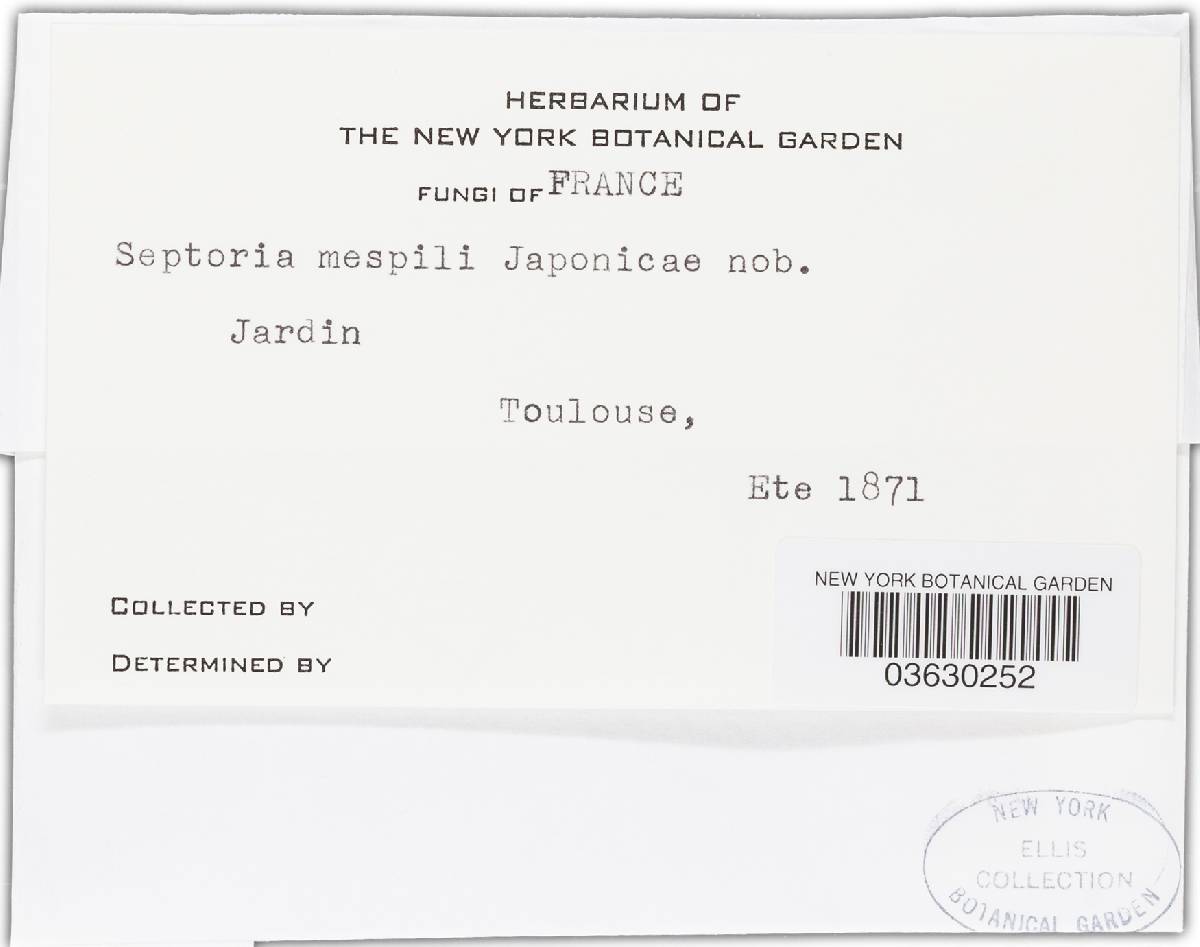 HERBARIUM OF
THE NEW YORK BOTANICAL GARDEN
FUNGI OF FRANCE
Septoria mespili Japonicae nob.
Jardin
Toulouse,
Ete 1871
COLLECTED BY
DETERMINED BY
NEW YORK BOTANICAL GARDEN
03630252
NEW YORK
ELLIS
COLLECTION
BOTANICAL GARDEN